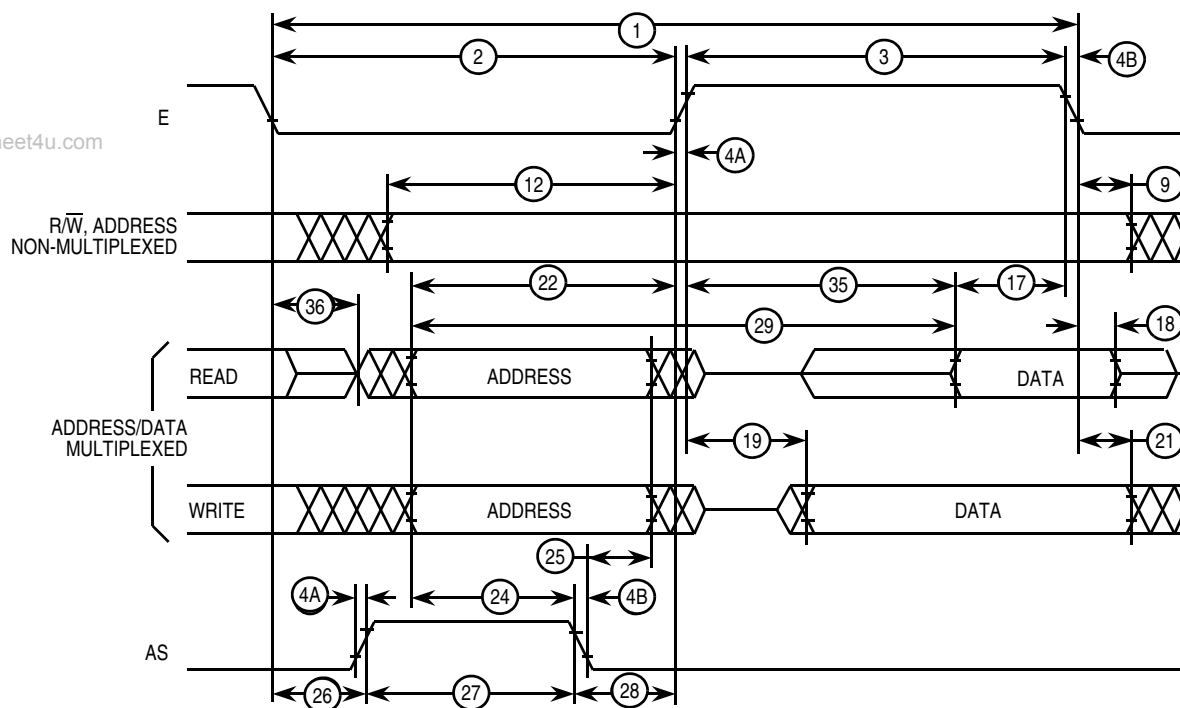 1
2
3
4B
E
neet4u.com
4A
12
9
R/W̅, ADDRESS
NON-MULTIPLEXED
22
35
17
36
29
18
READ
ADDRESS
DATA
ADDRESS/DATA
MULTIPLEXED
19
21
WRITE
ADDRESS
DATA
25
4A
24
4B
AS
26
27
28